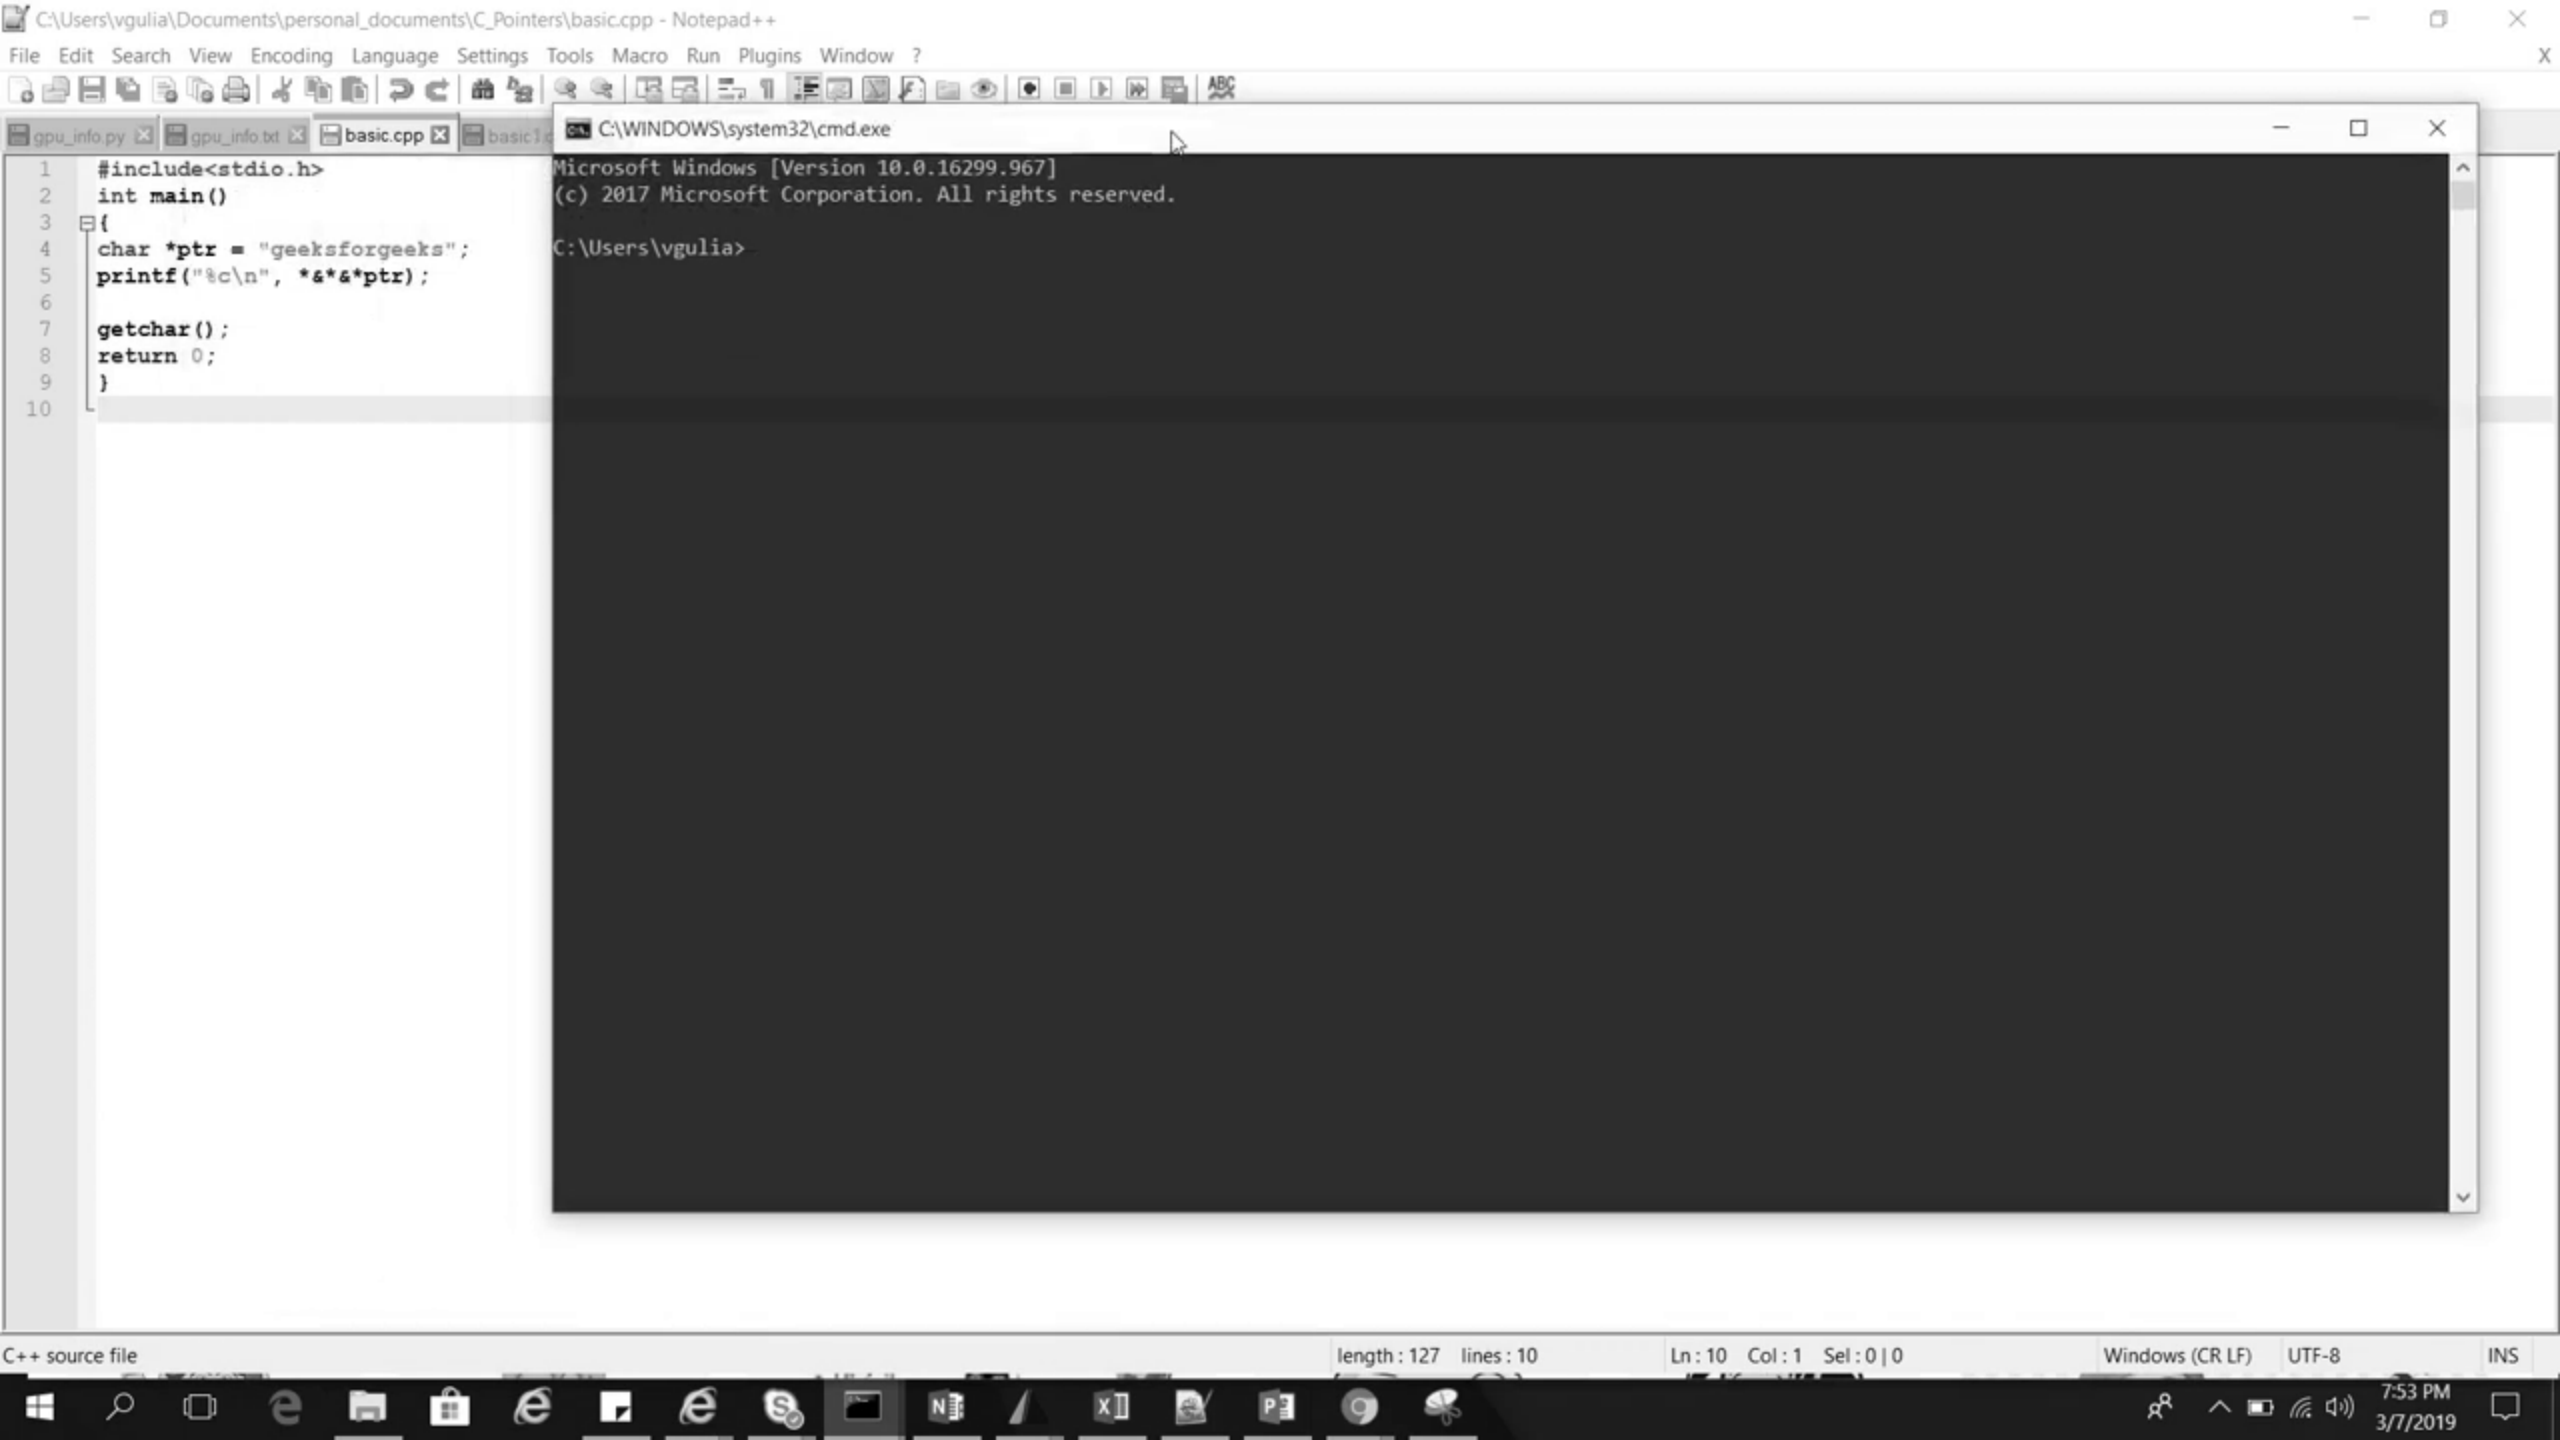 C:\Users\vgulia\Documents\personal_documents\C_Pointers\basic.cpp - Notepad++
File Edit Search View Encoding Language Settings Tools Macro Run Plugins Window ? X
ABC
gpu_info.py gpu_info.txt basic.cpp basic1.c
C:\WINDOWS\system32\cmd.exe
Microsoft Windows [Version 10.0.16299.967]
(c) 2017 Microsoft Corporation. All rights reserved.
C:\Users\vgulia>
1 #include<stdio.h>
2 int main()
3 {
4 char *ptr = "geeksforgeeks";
5 printf("%c\n", *&*&*ptr);
6
7 getchar();
8 return 0;
9 }
10
C++ source file length : 127 lines : 10 Ln : 10 Col : 1 Sel : 0 | 0 Windows (CR LF) UTF-8 INS
7:53 PM
3/7/2019